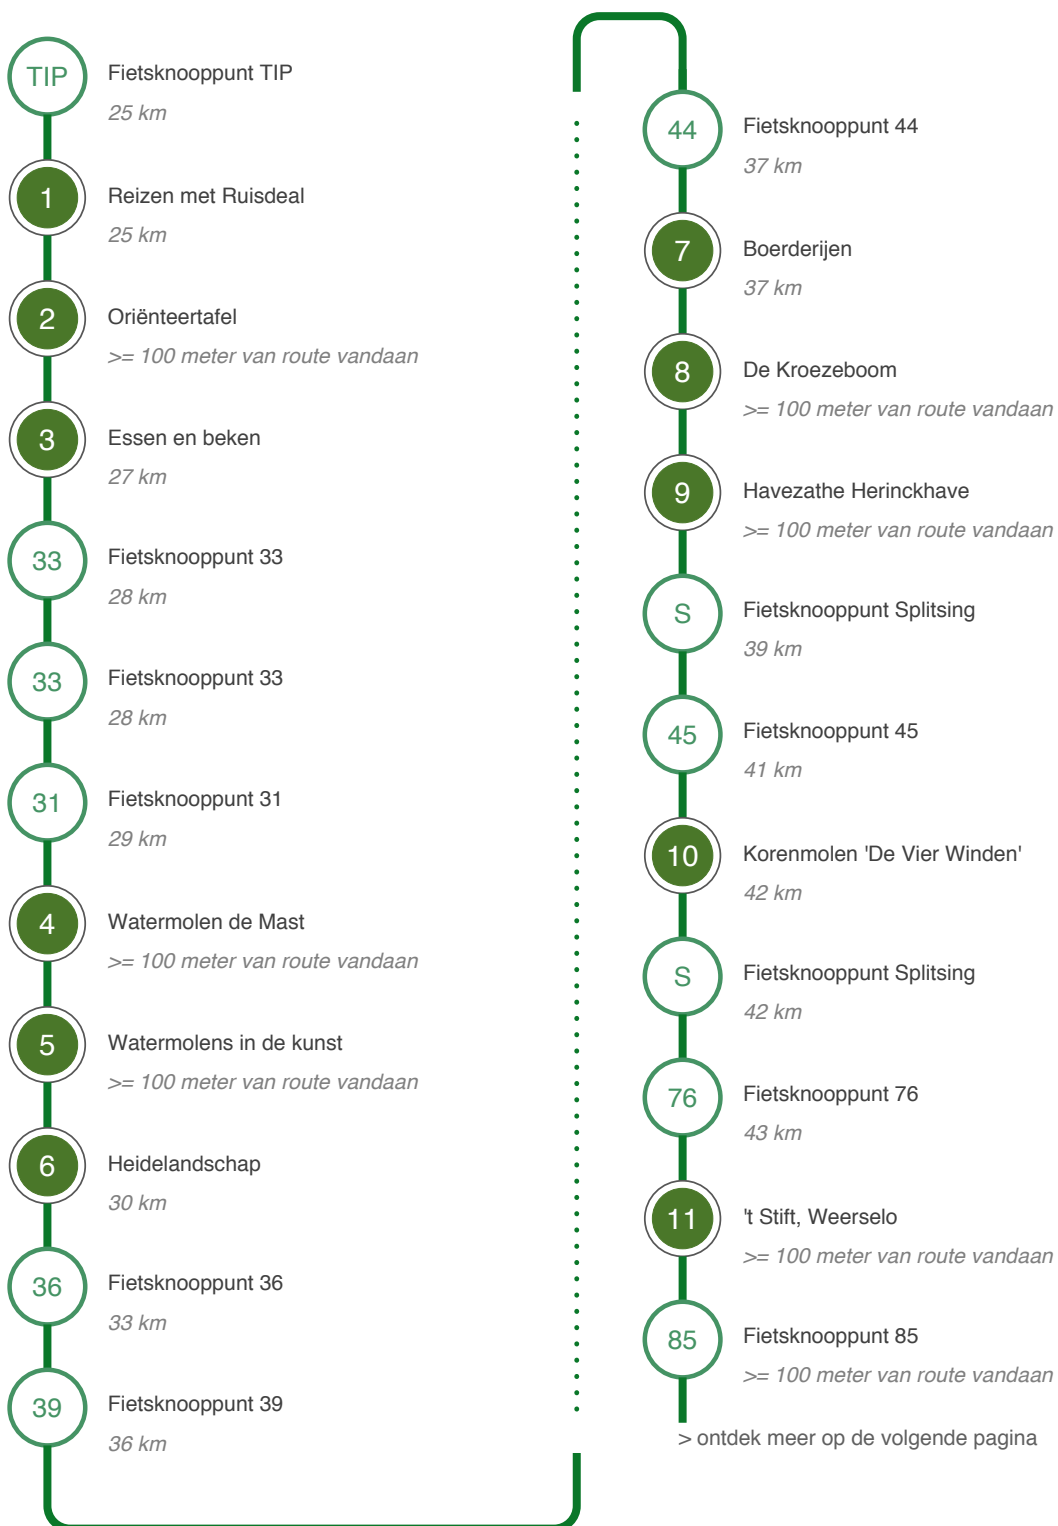 TIP
Fietsknooppunt TIP
25 km
1
Reizen met Ruisdeal
25 km
2
Oriënteertafel
>= 100 meter van route vandaan
3
Essen en beken
27 km
33
Fietsknooppunt 33
28 km
33
Fietsknooppunt 33
28 km
31
Fietsknooppunt 31
29 km
4
Watermolen de Mast
>= 100 meter van route vandaan
5
Watermolens in de kunst
>= 100 meter van route vandaan
6
Heidelandschap
30 km
36
Fietsknooppunt 36
33 km
39
Fietsknooppunt 39
36 km
44
Fietsknooppunt 44
37 km
7
Boerderijen
37 km
8
De Kroezeboom
>= 100 meter van route vandaan
9
Havezathe Herinckhave
>= 100 meter van route vandaan
S
Fietsknooppunt Splitsing
39 km
45
Fietsknooppunt 45
41 km
10
Korenmolen 'De Vier Winden'
42 km
S
Fietsknooppunt Splitsing
42 km
76
Fietsknooppunt 76
43 km
11
't Stift, Weerselo
>= 100 meter van route vandaan
85
Fietsknooppunt 85
>= 100 meter van route vandaan
> ontdek meer op de volgende pagina